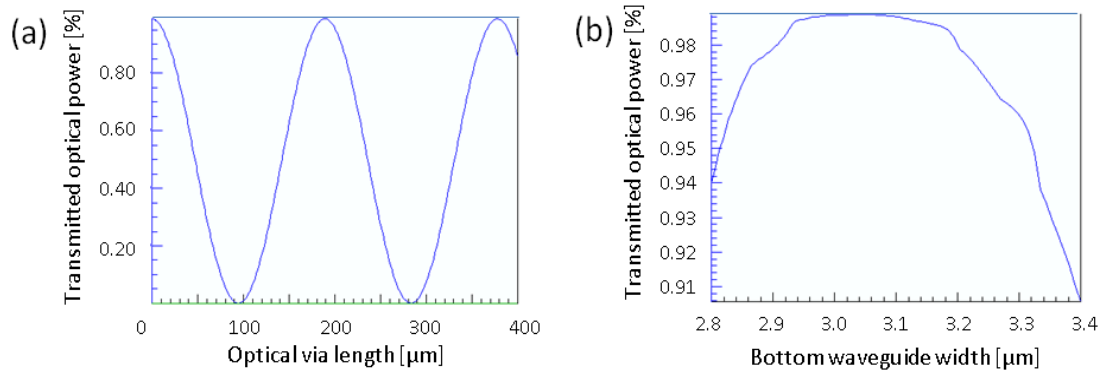 (a)
Transmitted optical power [%]
0.80
0.60
0.40
0.20
0 100 200 300 400
Optical via length [µm]
(b)
Transmitted optical power [%]
0.98
0.97
0.96
0.95
0.94
0.93
0.92
0.91
2.8 2.9 3.0 3.1 3.2 3.3 3.4
Bottom waveguide width [µm]